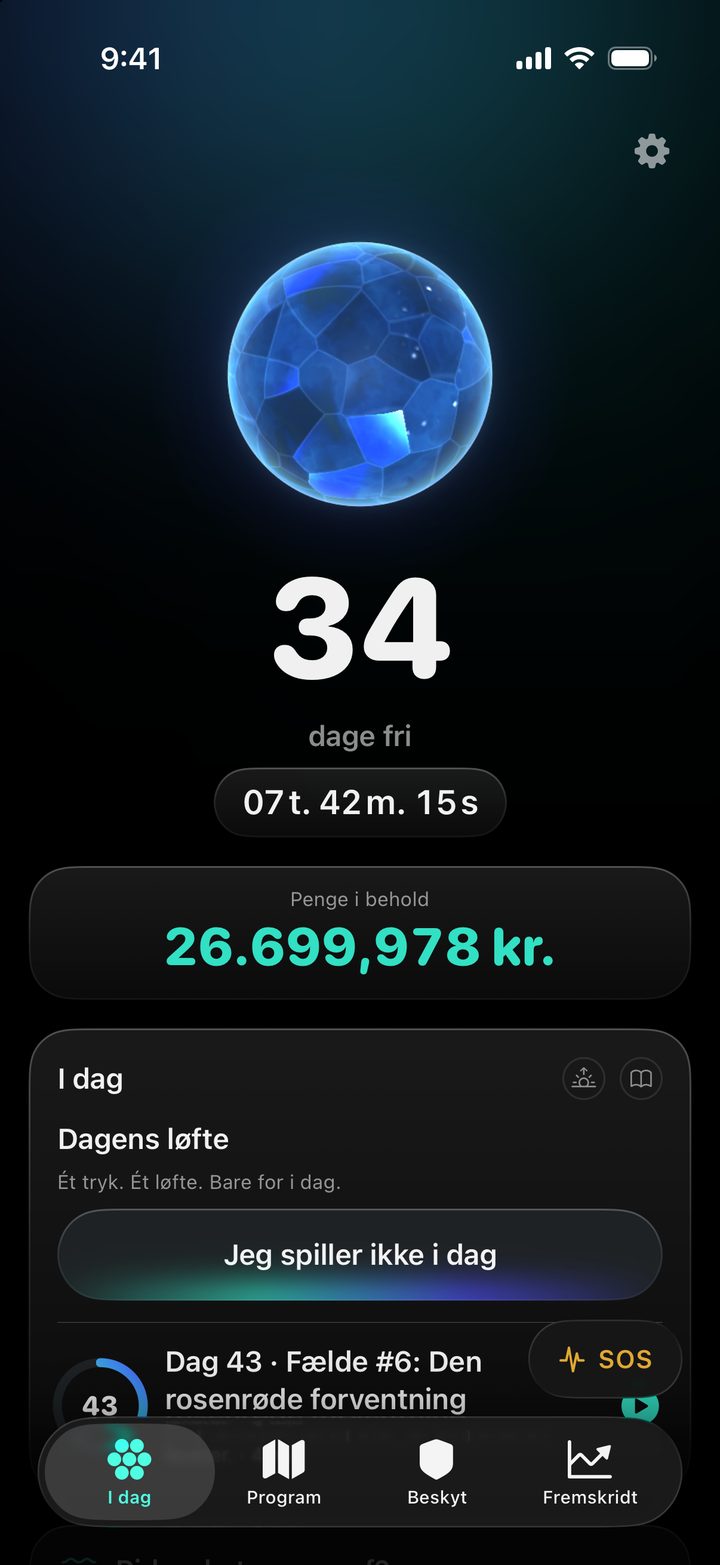 9:41
34
dage fri
07 t. 42 m. 15 s
Penge i behold
26.699,978 kr.
I dag
Dagens løfte
Ét tryk. Ét løfte. Bare for i dag.
Jeg spiller ikke i dag
Dag 43 · Fælde #6: Den
rosenrøde forventning
43
SOS
I dag
Program
Beskyt
Fremskridt